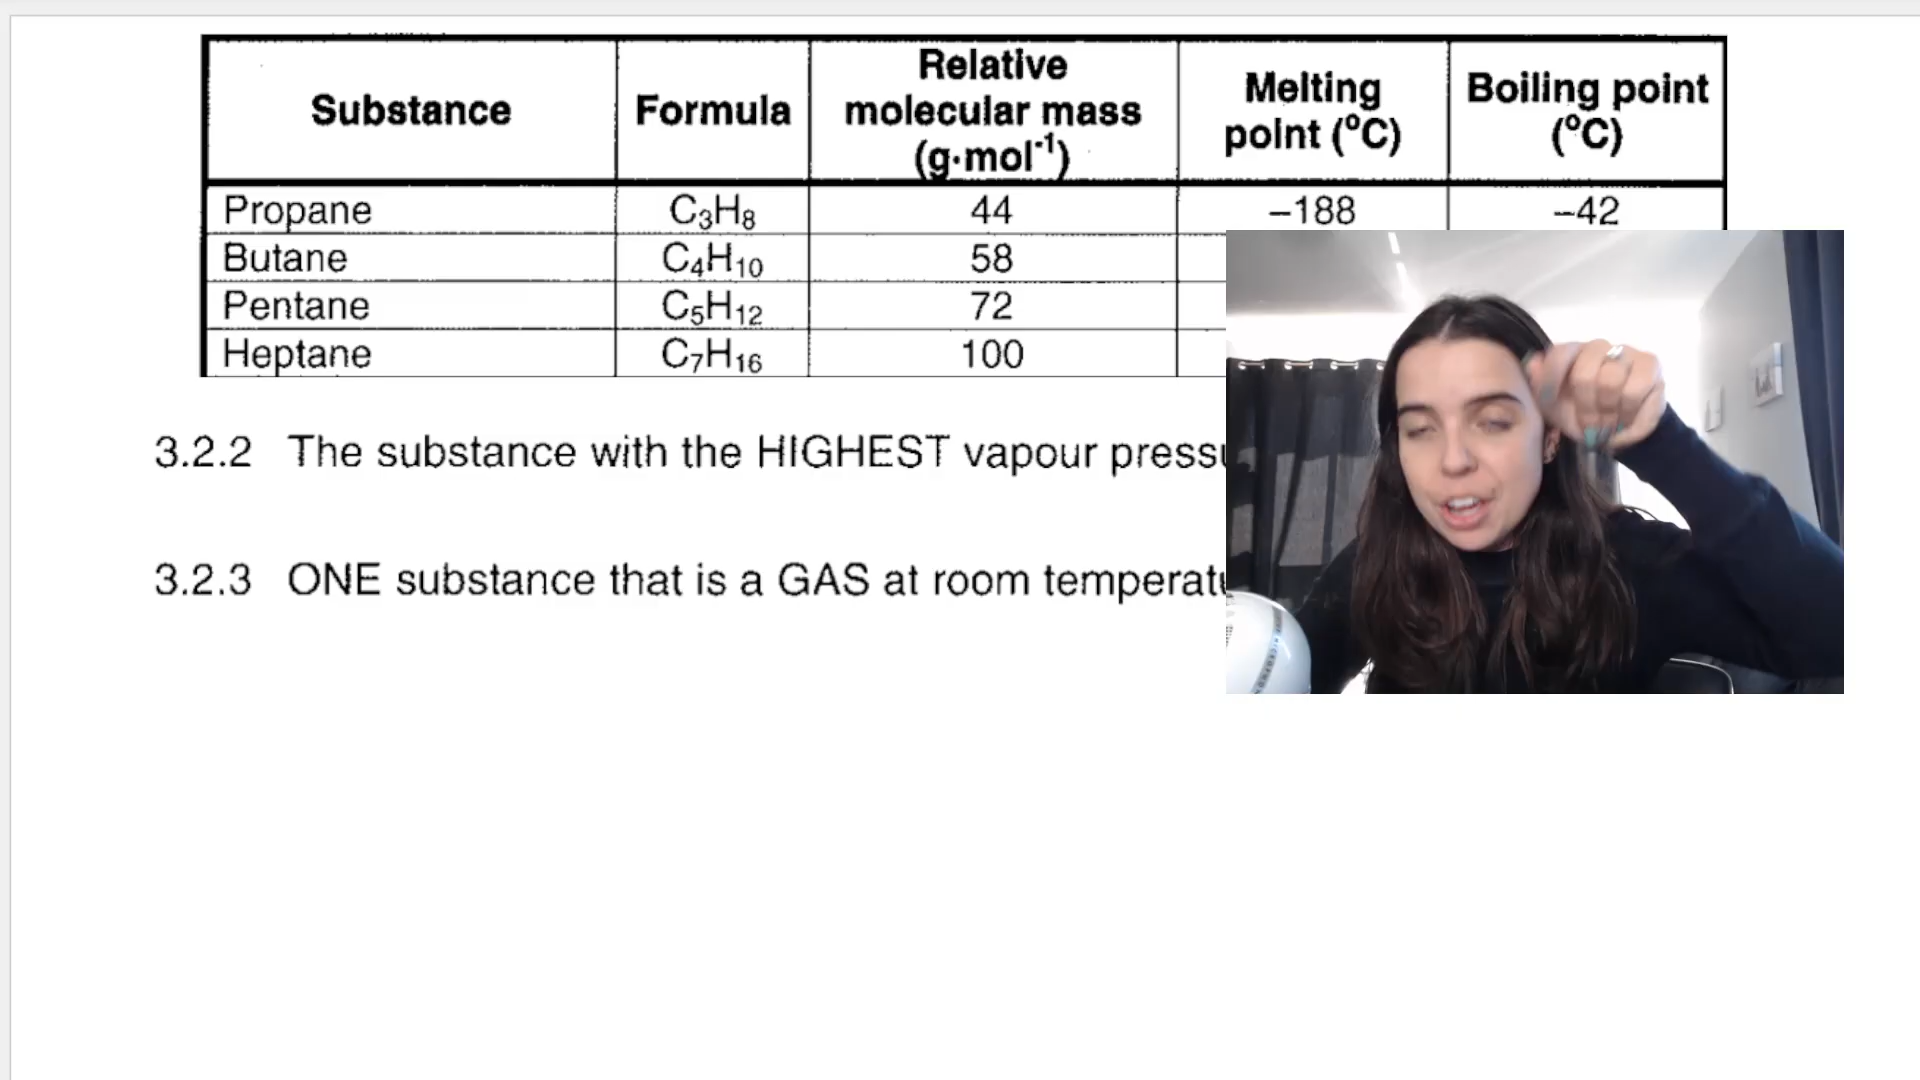 Substance Formula Relative molecular mass (g·mol⁻¹) Melting point (°C) Boiling point (°C)
Propane C₃H₈ 44 –188 –42
Butane C₄H₁₀ 58
Pentane C₅H₁₂ 72
Heptane C₇H₁₆ 100
3.2.2 The substance with the HIGHEST vapour
3.2.3 ONE substance that is a GAS at room